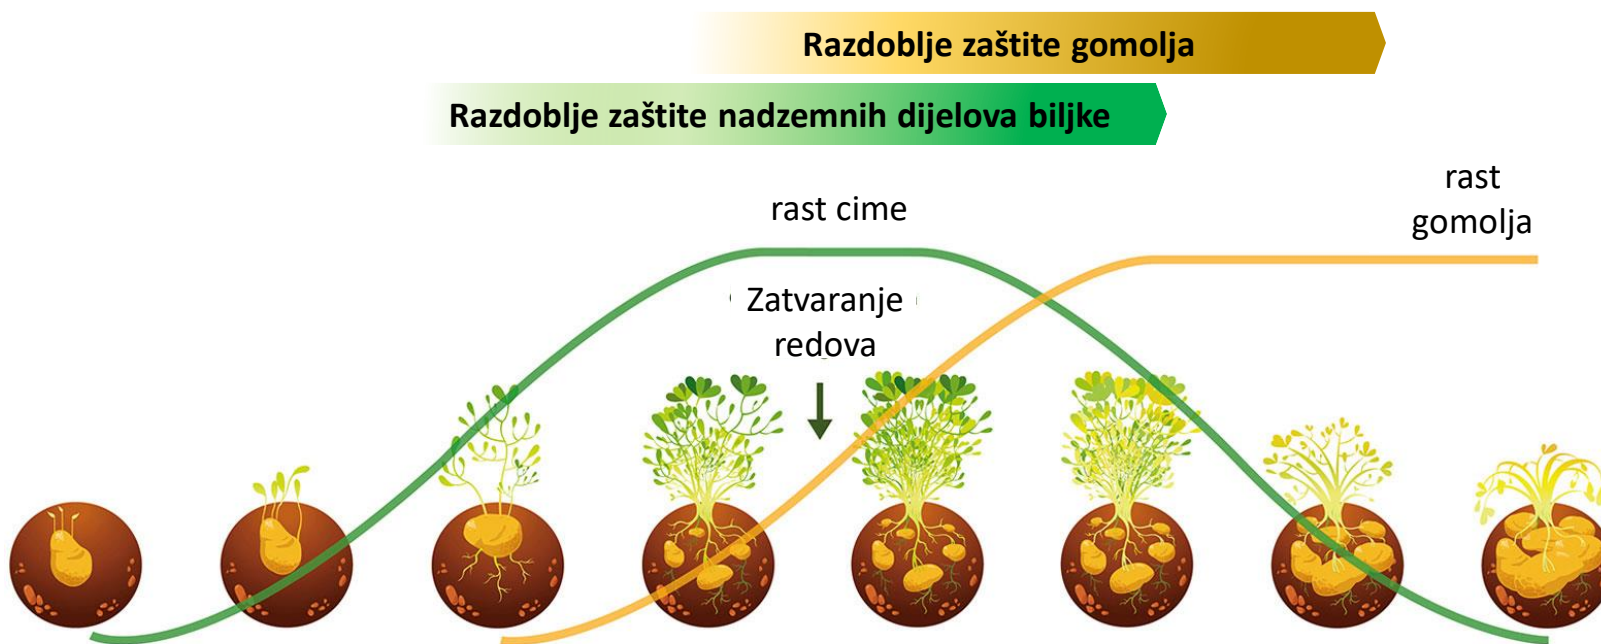 Razdoblje zaštite gomolja
Razdoblje zaštite nadzemnih dijelova biljke
rast cime
rast
gomolja
Zatvaranje
redova